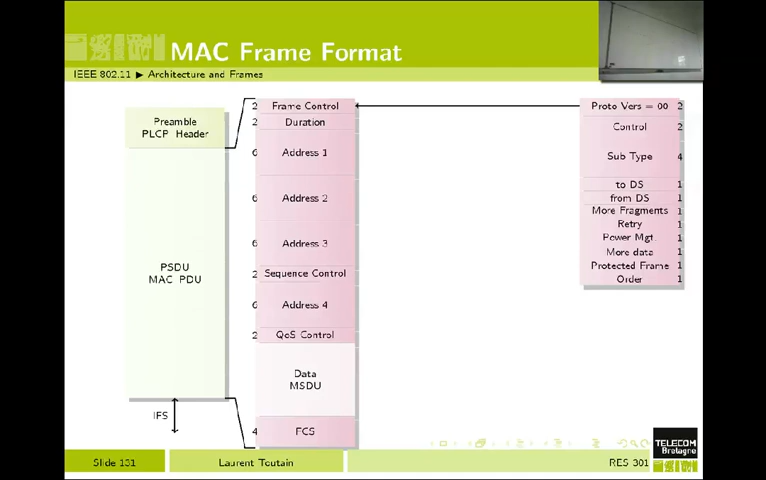 MAC Frame Format
IEEE 802.11 ▶ Architecture and Frames
Preamble
PLCP Header
PSDU
MAC PDU
IFS
2 Frame Control
2 Duration
6 Address 1
6 Address 2
6 Address 3
2 Sequence Control
6 Address 4
2 QoS Control
Data
MSDU
4 FCS
Proto Vers = 00 2
Control 2
Sub Type 4
to DS 1
from DS 1
More Fragments 1
Retry 1
Power Mgt. 1
More data 1
Protected Frame 1
Order 1
TELECOM
Bretagne
Slide 131
Laurent Toutain
RES 301